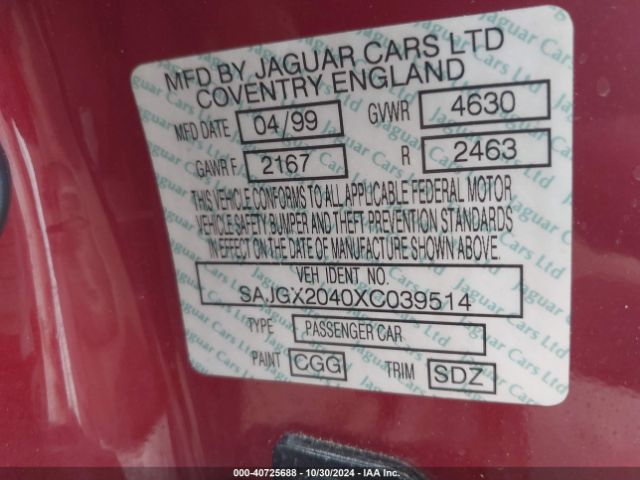 MFD BY JAGUAR CARS LTD
COVENTRY ENGLAND
MFD DATE 04/99 GVWR 4630
GAWR F. 2167 R 2463
THIS VEHICLE CONFORMS TO ALL APPLICABLE FEDERAL MOTOR
VEHICLE SAFETY BUMPER AND THEFT PREVENTION STANDARDS
IN EFFECT ON THE DATE OF MANUFACTURE SHOWN ABOVE.
VEH IDENT NO.
SAJGX2040XC039514
TYPE PASSENGER CAR
PAINT CGG TRIM SDZ
000-40725688 - 10/30/2024 - IAA Inc.